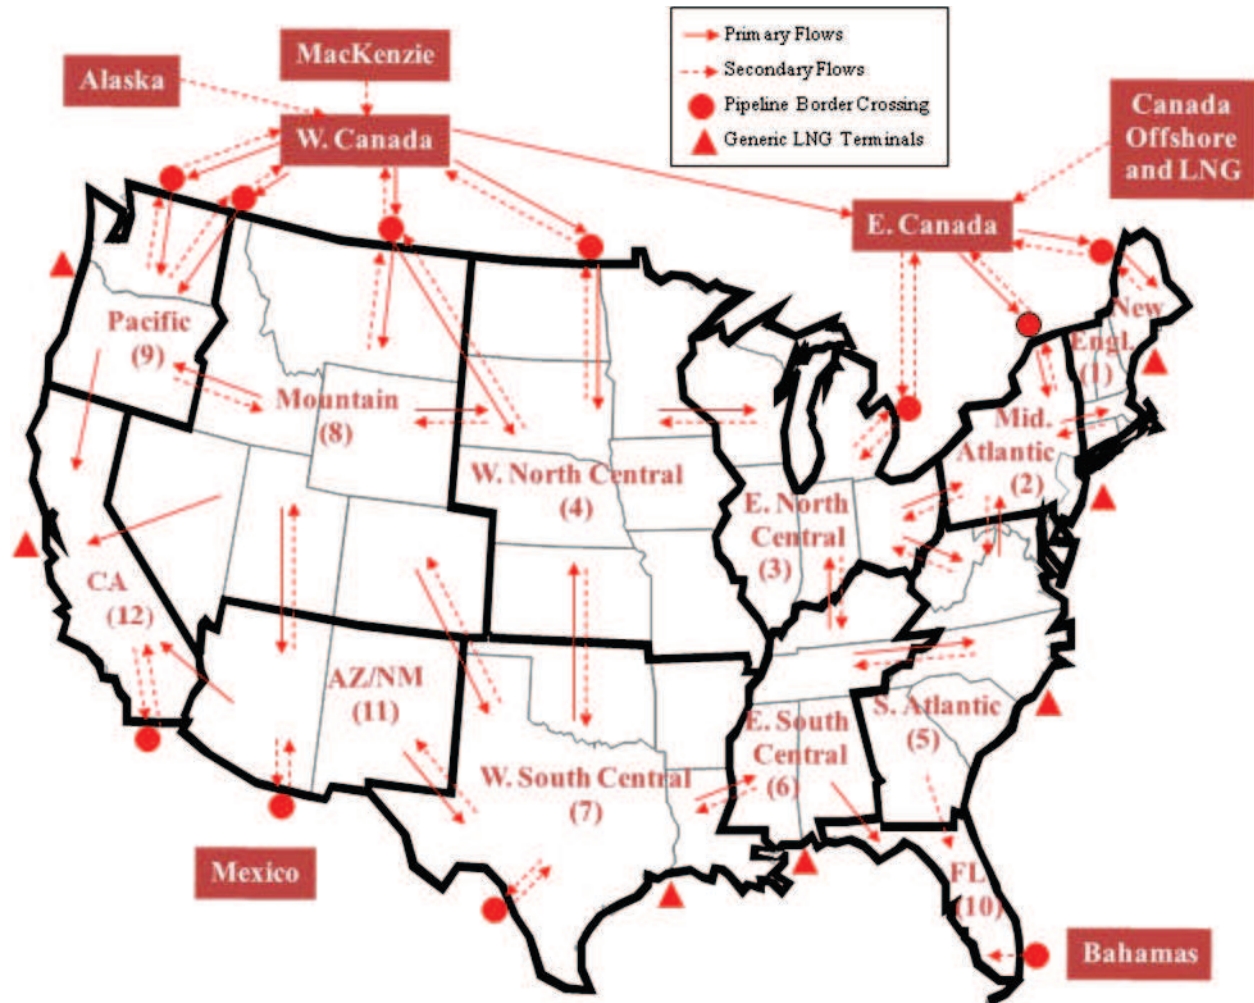 Primary Flows
Secondary Flows
Pipeline Border Crossing
Generic LNG Terminals
MacKenzie
Alaska
W. Canada
Canada
Offshore
and LNG
E. Canada
Pacific
(9)
Mountain
(8)
New
Engl.
(1)
Mid.
Atlantic
(2)
W. North Central
(4)
E. North
Central
(3)
CA
(12)
AZ/NM
(11)
W. South Central
(7)
E. South
Central
(6)
S. Atlantic
(5)
FL
(10)
Mexico
Bahamas